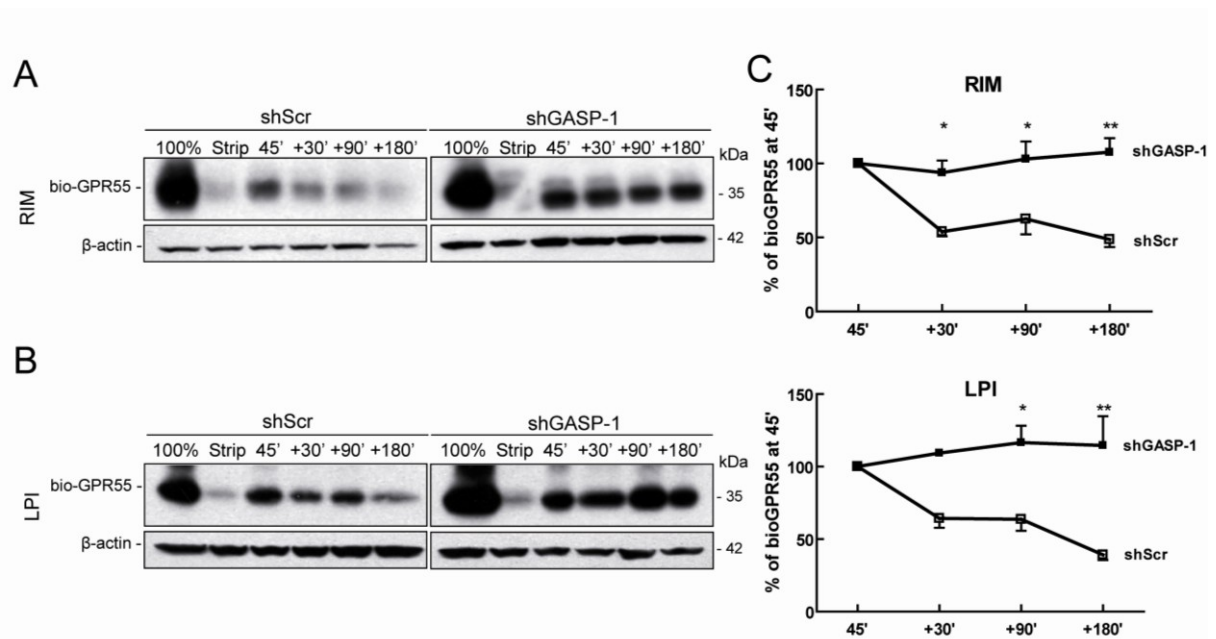 A
shScr shGASP-1
100% Strip 45' +30' +90' +180' 100% Strip 45' +30' +90' +180' kDa
bio-GPR55 - - 35
RIM
β-actin - - 42
B
shScr shGASP-1
100% Strip 45' +30' +90' +180' 100% Strip 45' +30' +90' +180' kDa
bio-GPR55 - - 35
LPI
β-actin - - 42
C
RIM
% of bioGPR55 at 45'
150
100
50
0
* * **
shGASP-1
shScr
45' +30' +90' +180'
LPI
% of bioGPR55 at 45'
150
100
50
0
* **
shGASP-1
shScr
45' +30' +90' +180'